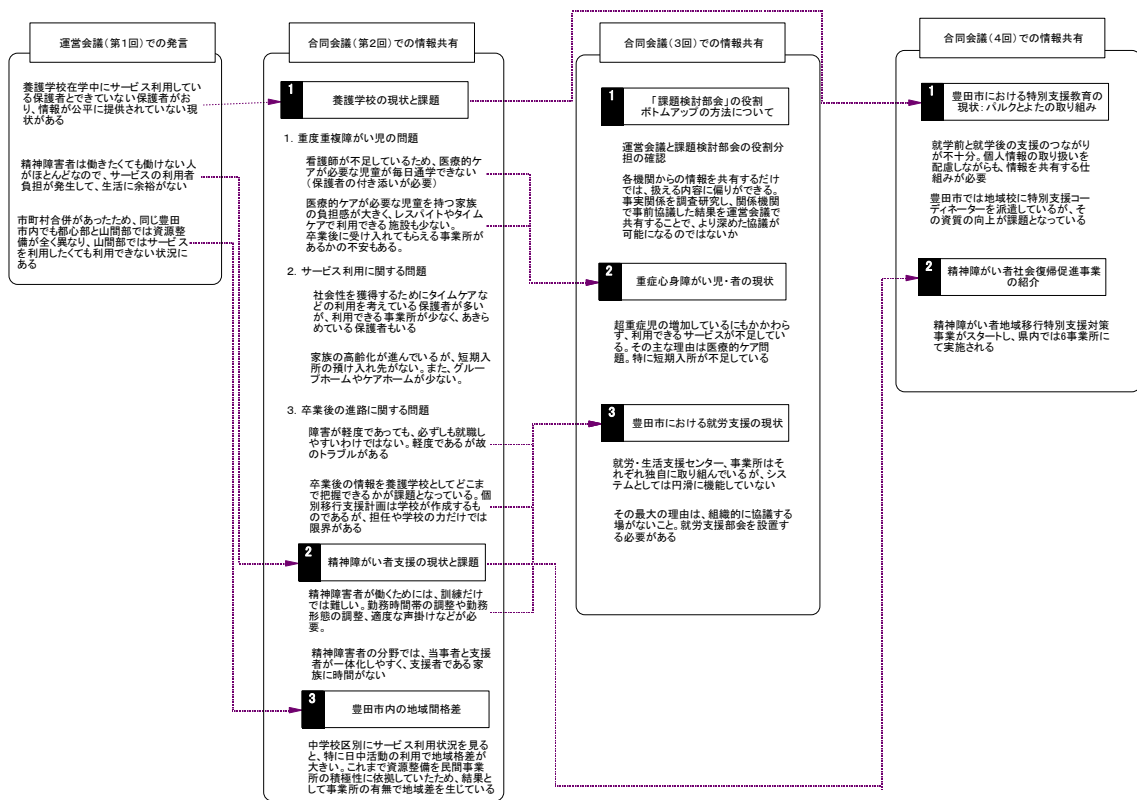 運営会議(第1回)での発言
養護学校在学中にサービス利用してい
る保護者とできていない保護者がお
り、情報が公平に提供されていない現
状がある
精神障害者は働きたくても働けない人
がほとんどなので、サービスの利用者
負担が発生して、生活に余裕がない
市町村合併があったため、同じ豊田
市内でも都心部と山間部では資源整
備が全く異なり、山間部ではサービス
を利用したくても利用できない状況に
ある
合同会議(第2回)での情報共有
1
養護学校の現状と課題
1. 重度重複障がい児の問題
看護師が不足しているため、医療的ケ
アが必要な児童が毎日通学できない
(保護者の付き添いが必要)
医療的ケアが必要な児童を持つ家族
の負担感が大きく、レスパイトやタイム
ケアで利用できる施設も少ない。
卒業後に受け入れてもらえる事業所が
あるかの不安もある。
2. サービス利用に関する問題
社会性を獲得するためにタイムケアな
どの利用を考えている保護者が多い
が、利用できる事業所が少なく、あきら
めている保護者もいる
家族の高齢化が進んでいるが、短期入
所の預け入れ先がない。また、グルー
プホームやケアホームが少ない。
3. 卒業後の進路に関する問題
障害が軽度であっても、必ずしも就職し
やすいわけではない。軽度であるが故
のトラブルがある
卒業後の情報を養護学校としてどこま
で把握できるかが課題となっている。個
別移行支援計画は学校が作成するも
のであるが、担任や学校の力だけでは
限界がある
2
精神障がい者支援の現状と課題
精神障害者が働くためには、訓練だけ
では難しい。勤務時間帯の調整や勤務
形態の調整、適度な声掛けなどが必
要。
精神障害者の分野では、当事者と支援
者が一体化しやすく、支援者である家
族に時間がない
3
豊田市内の地域間格差
中学校区別にサービス利用状況を見る
と、特に日中活動の利用で地域格差が
大きい。これまで資源整備を民間事業
所の積極性に依拠していたため、結果と
して事業所の有無で地域差を生じている
合同会議(3回)での情報共有
1
「課題検討部会」の役割
ボトムアップの方法について
運営会議と課題検討部会の役割分
担の確認
各機関からの情報を共有するだけ
では、扱える内容に偏りができる。
事実関係を調査研究し、関係機関
で事前協議した結果を運営会議で
共有することで、より深めた協議が
可能になるのではないか
2
重症心身障がい児・者の現状
超重症児の増加しているにもかかわら
ず、利用できるサービスが不足してい
る。その主な理由は医療的ケア問
題。特に短期入所が不足している
3
豊田市における就労支援の現状
就労・生活支援センター、事業所はそ
れぞれ独自に取り組んでいるが、シス
テムとしては円滑に機能していない
その最大の理由は、組織的に協議する
場がないこと。就労支援部会を設置す
る必要がある
合同会議(4回)での情報共有
1
豊田市における特別支援教育の
現状:パルクとよたの取り組み
就学前と就学後の支援のつながり
が不十分。個人情報の取り扱いを
配慮しながらも、情報を共有する仕
組みが必要
豊田市では地域校に特別支援コー
ディネーターを派遣しているが、そ
の資質の向上が課題となっている
2
精神障がい者社会復帰促進事業
の紹介
精神障がい者地域移行特別支援対策
事業がスタートし、県内では6事業所に
て実施される